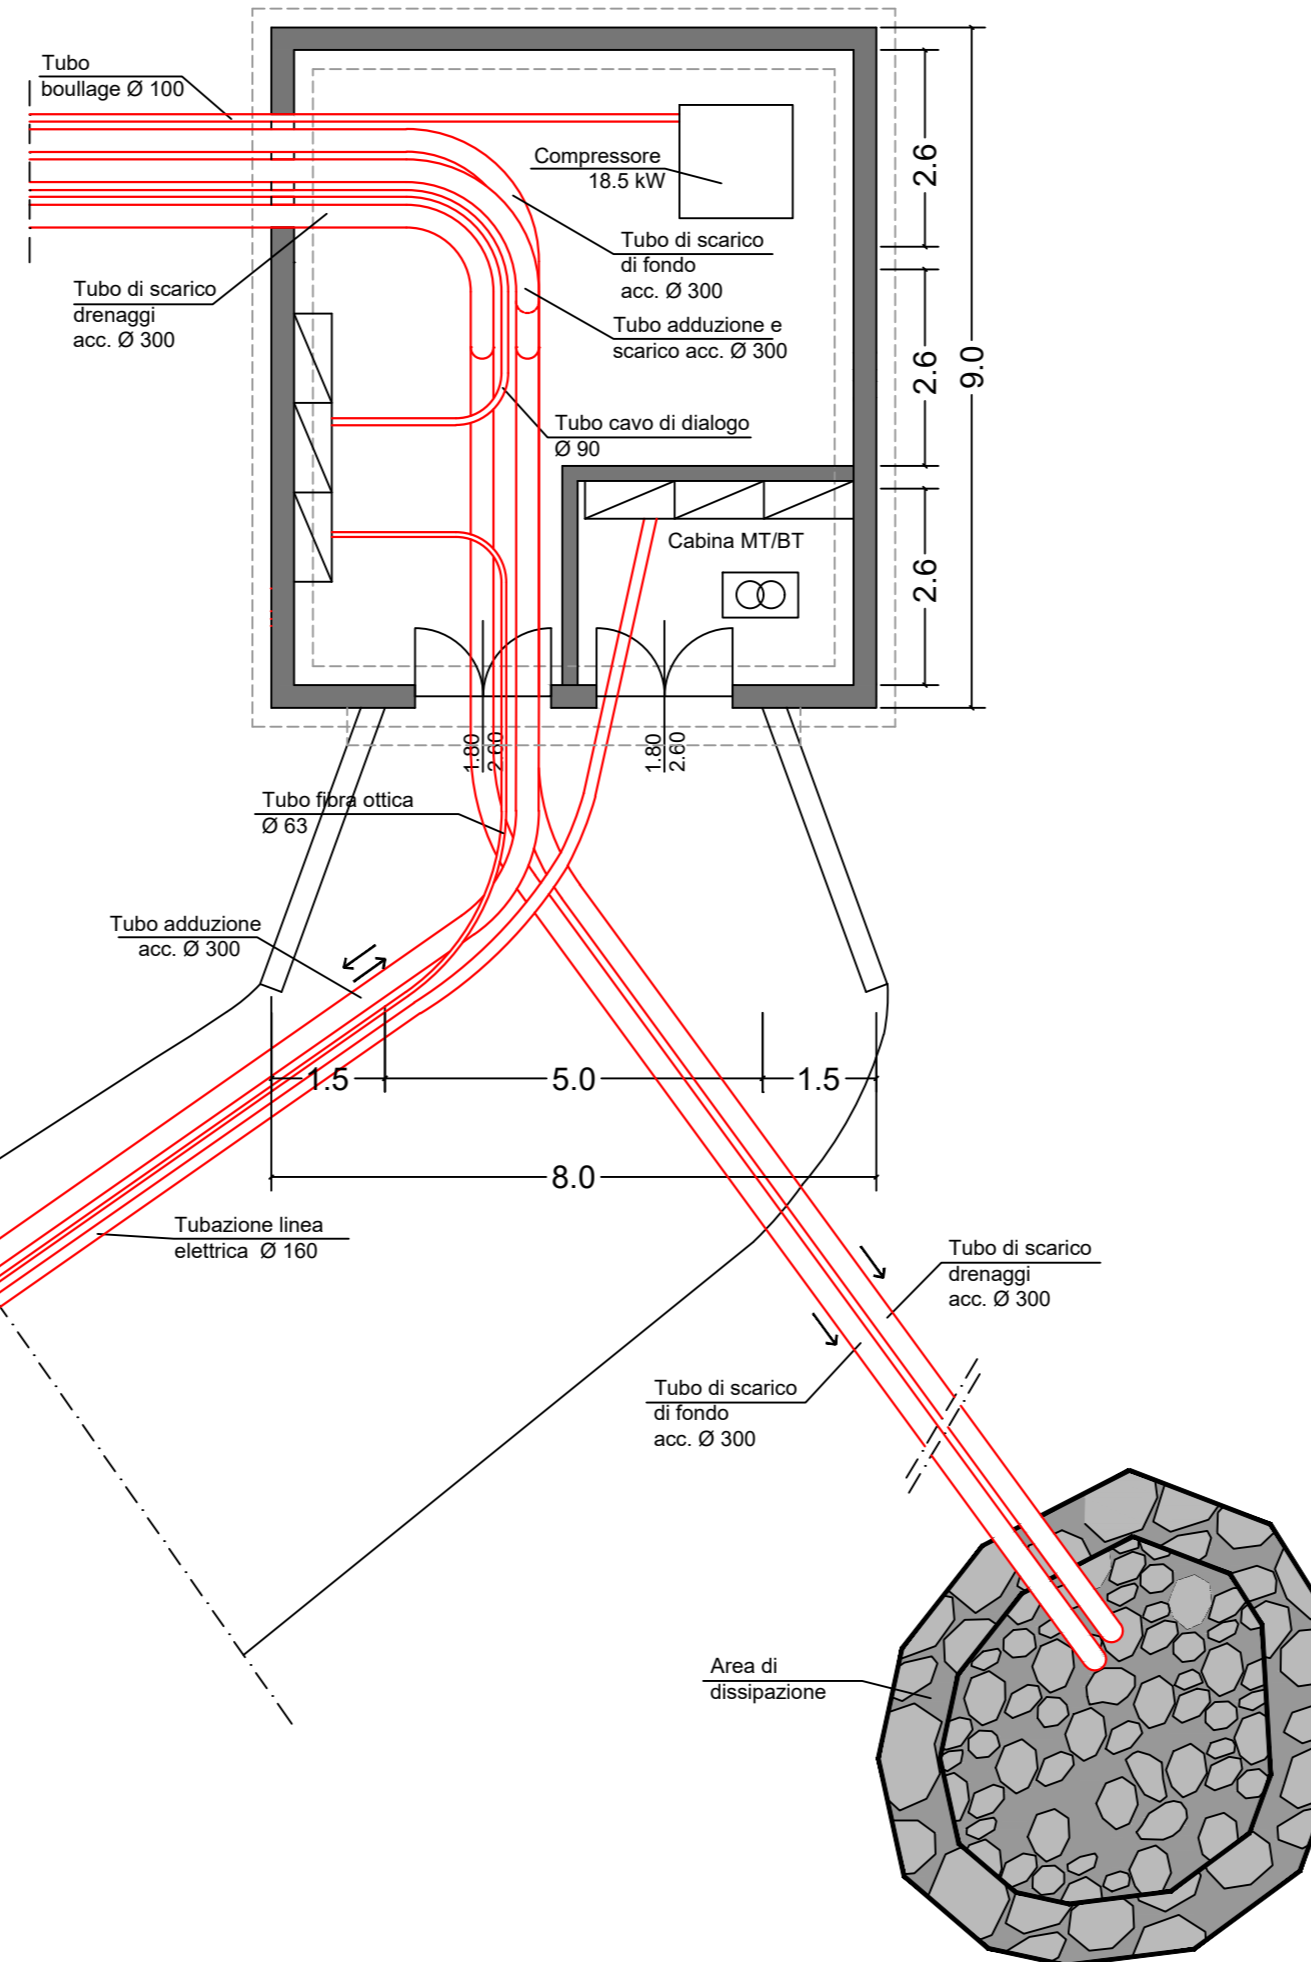 Tubo
boullage Ø 100
Compressore
18.5 kW
2.6
Tubo di scarico
di fondo
acc. Ø 300
Tubo di scarico
drenaggi
acc. Ø 300
Tubo adduzione e
scarico acc. Ø 300
2.6
9.0
Tubo cavo di dialogo
Ø 90
Cabina MT/BT
2.6
1.80
2.60
1.80
2.60
Tubo fibra ottica
Ø 63
Tubo adduzione
acc. Ø 300
1.5
5.0
1.5
8.0
Tubazione linea
elettrica Ø 160
Tubo di scarico
drenaggi
acc. Ø 300
Tubo di scarico
di fondo
acc. Ø 300
Area di
dissipazione